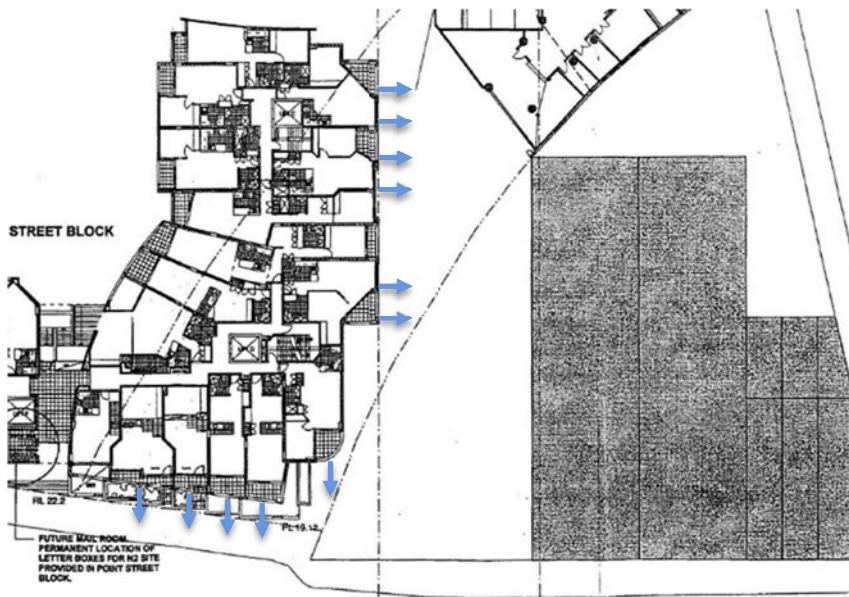 STREET BLOCK
RL 22.2
RL 19.12
FUTURE MAIL ROOM
PERMANENT LOCATION OF
LETTER BOXES FOR N2 SITE
PROVIDED IN POINT STREET
BLOCK.